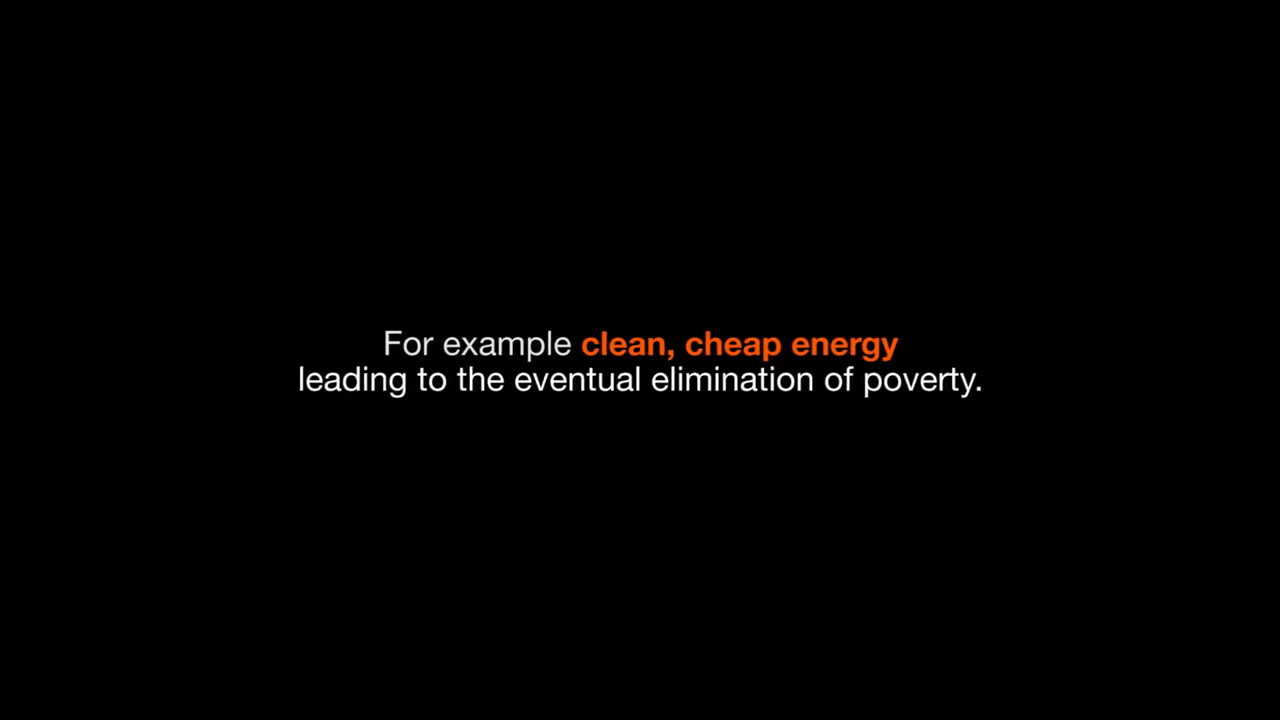 For example clean, cheap energy
leading to the eventual elimination of poverty.